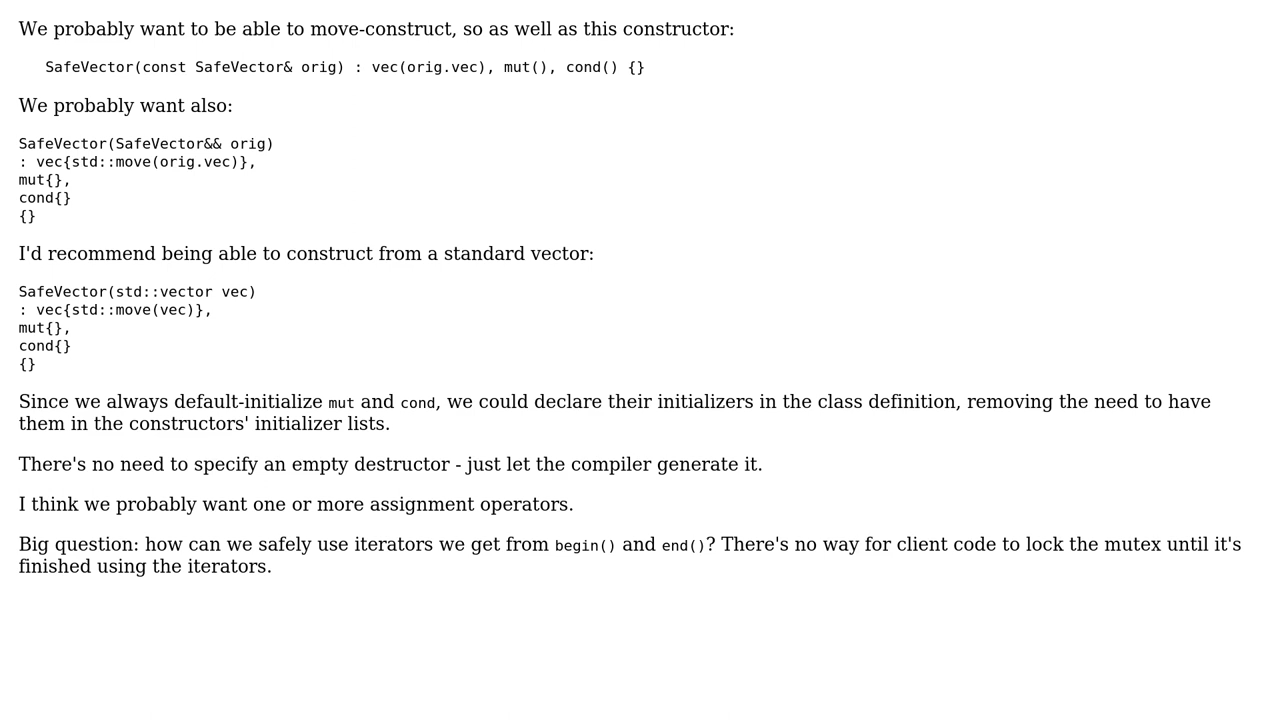 We probably want to be able to move-construct, so as well as this constructor:
SafeVector(const SafeVector& orig) : vec(orig.vec), mut(), cond() {}
We probably want also:
SafeVector(SafeVector&& orig)
: vec{std::move(orig.vec)},
mut{},
cond{}
{}
I'd recommend being able to construct from a standard vector:
SafeVector(std::vector vec)
: vec{std::move(vec)},
mut{},
cond{}
{}
Since we always default-initialize mut and cond, we could declare their initializers in the class definition, removing the need to have
them in the constructors' initializer lists.
There's no need to specify an empty destructor - just let the compiler generate it.
I think we probably want one or more assignment operators.
Big question: how can we safely use iterators we get from begin() and end()? There's no way for client code to lock the mutex until it's
finished using the iterators.